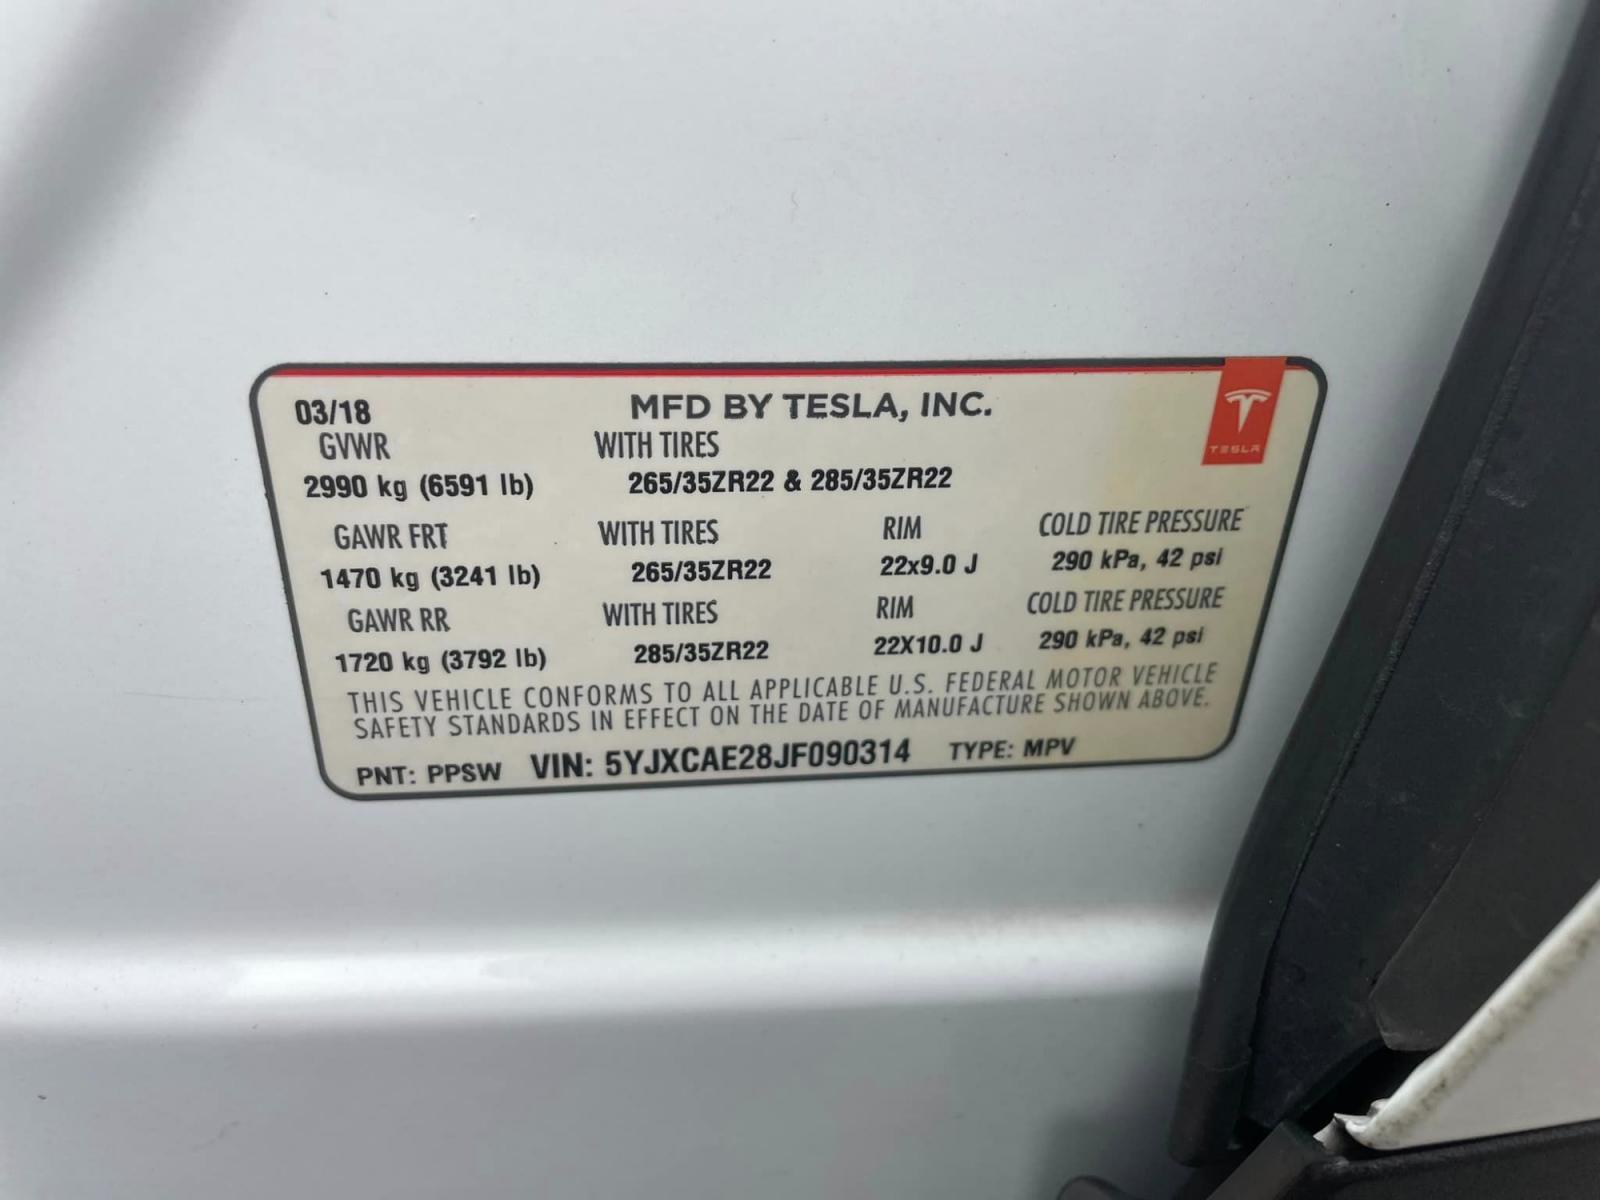 03/18 MFD BY TESLA, INC.
TESLA
GVWR WITH TIRES
2990 kg (6591 lb) 265/35ZR22 & 285/35ZR22
GAWR FRT WITH TIRES RIM COLD TIRE PRESSURE
1470 kg (3241 lb) 265/35ZR22 22x9.0 J 290 kPa, 42 psi
GAWR RR WITH TIRES RIM COLD TIRE PRESSURE
1720 kg (3792 lb) 285/35ZR22 22X10.0 J 290 kPa, 42 psi
THIS VEHICLE CONFORMS TO ALL APPLICABLE U.S. FEDERAL MOTOR VEHICLE
SAFETY STANDARDS IN EFFECT ON THE DATE OF MANUFACTURE SHOWN ABOVE.
PNT: PPSW VIN: 5YJXCAE28JF090314 TYPE: MPV